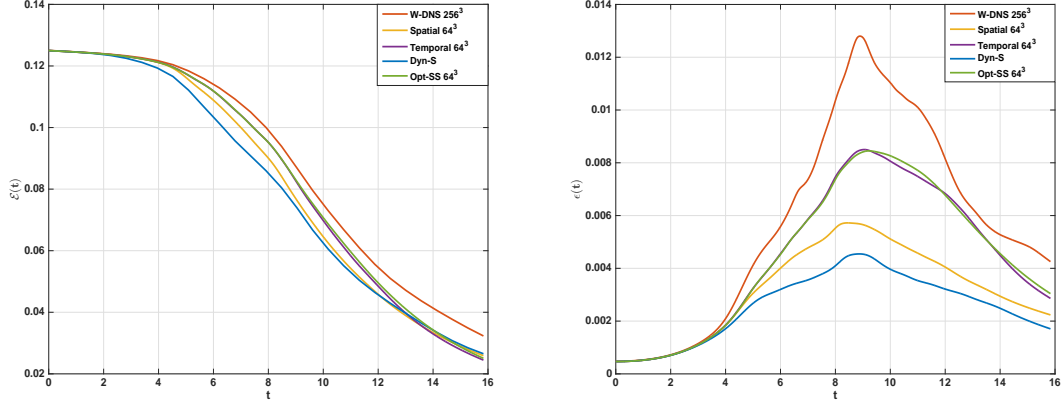 0.14
0.12
0.1
0.08
0.06
0.04
0.02
ℰ(t)
0 2 4 6 8 10 12 14 16
t
W-DNS 256³
Spatial 64³
Temporal 64³
Dyn-S
Opt-SS 64³
0.014
0.012
0.01
0.008
0.006
0.004
0.002
0
ϵ(t)
0 2 4 6 8 10 12 14 16
t
W-DNS 256³
Spatial 64³
Temporal 64³
Dyn-S
Opt-SS 64³